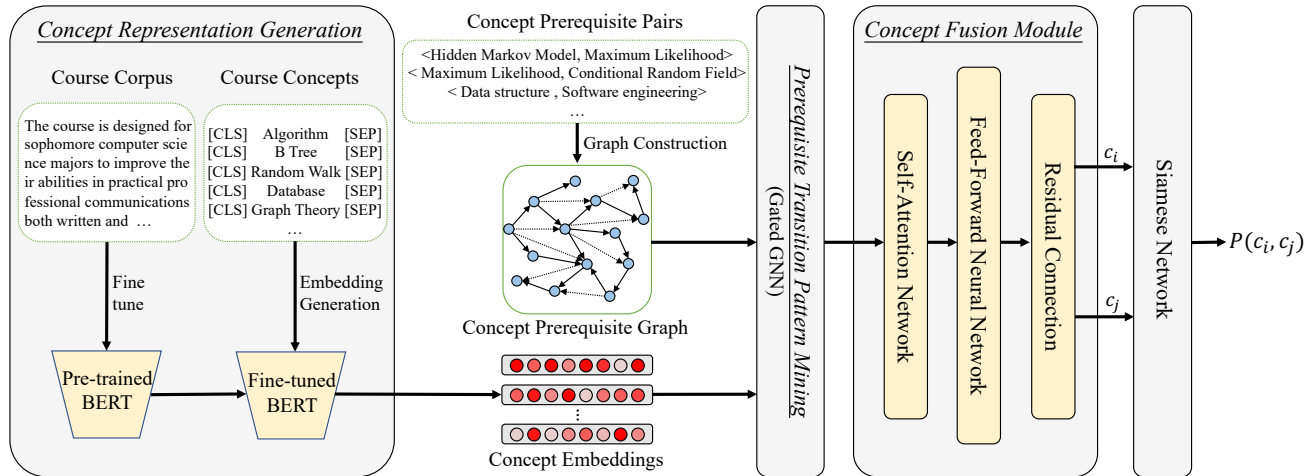 Concept Representation Generation
Course Corpus
The course is designed for
sophomore computer scie
nce majors to improve the
ir abilities in practical pro
fessional communications
both written and …
Fine
tune
Pre-trained
BERT
Course Concepts
[CLS] Algorithm [SEP]
[CLS] B Tree [SEP]
[CLS] Random Walk [SEP]
[CLS] Database [SEP]
[CLS] Graph Theory [SEP]
…
Embedding
Generation
Fine-tuned
BERT
Concept Prerequisite Pairs
<Hidden Markov Model, Maximum Likelihood>
< Maximum Likelihood, Conditional Random Field>
< Data structure , Software engineering>
…
Graph Construction
Concept Prerequisite Graph
⋮
Concept Embeddings
Prerequisite Transition Pattern Mining
(Gated GNN)
Concept Fusion Module
Self-Attention Network
Feed-Forward Neural Network
Residual Connection
c_i
c_j
Siamese Network
P(c_i, c_j)